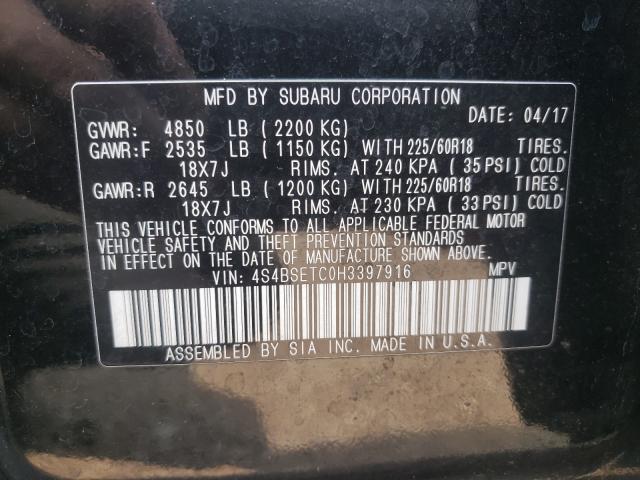 MFD BY SUBARU CORPORATION
DATE: 04/17
GVWR: 4850 LB (2200 KG)
GAWR:F 2535 LB (1150 KG) WITH 225/60R18 TIRES.
18X7J RIMS. AT 240 KPA (35 PSI) COLD
GAWR:R 2645 LB (1200 KG) WITH 225/60R18 TIRES.
18X7J RIMS. AT 230 KPA (33 PSI) COLD
THIS VEHICLE CONFORMS TO ALL APPLICABLE FEDERAL MOTOR
VEHICLE SAFETY AND THEFT PREVENTION STANDARDS
IN EFFECT ON THE DATE OF MANUFACTURE SHOWN ABOVE.
VIN: 4S4BSETC0H3397916 MPV
ASSEMBLED BY SIA INC. MADE IN U.S.A.